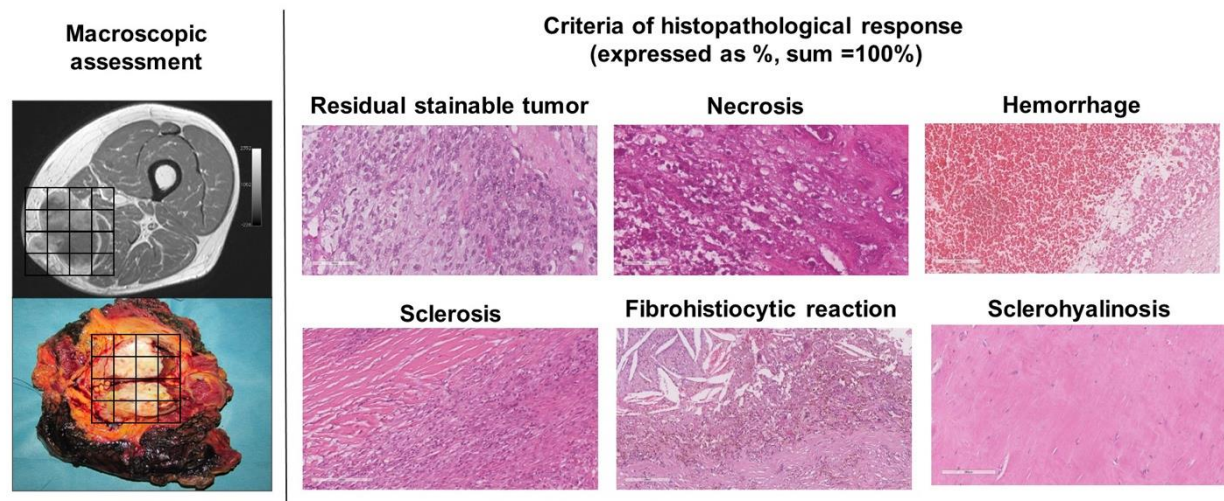 Macroscopic
assessment
Criteria of histopathological response
(expressed as %, sum =100%)
Residual stainable tumor
Necrosis
Hemorrhage
Sclerosis
Fibrohistiocytic reaction
Sclerohyalinosis